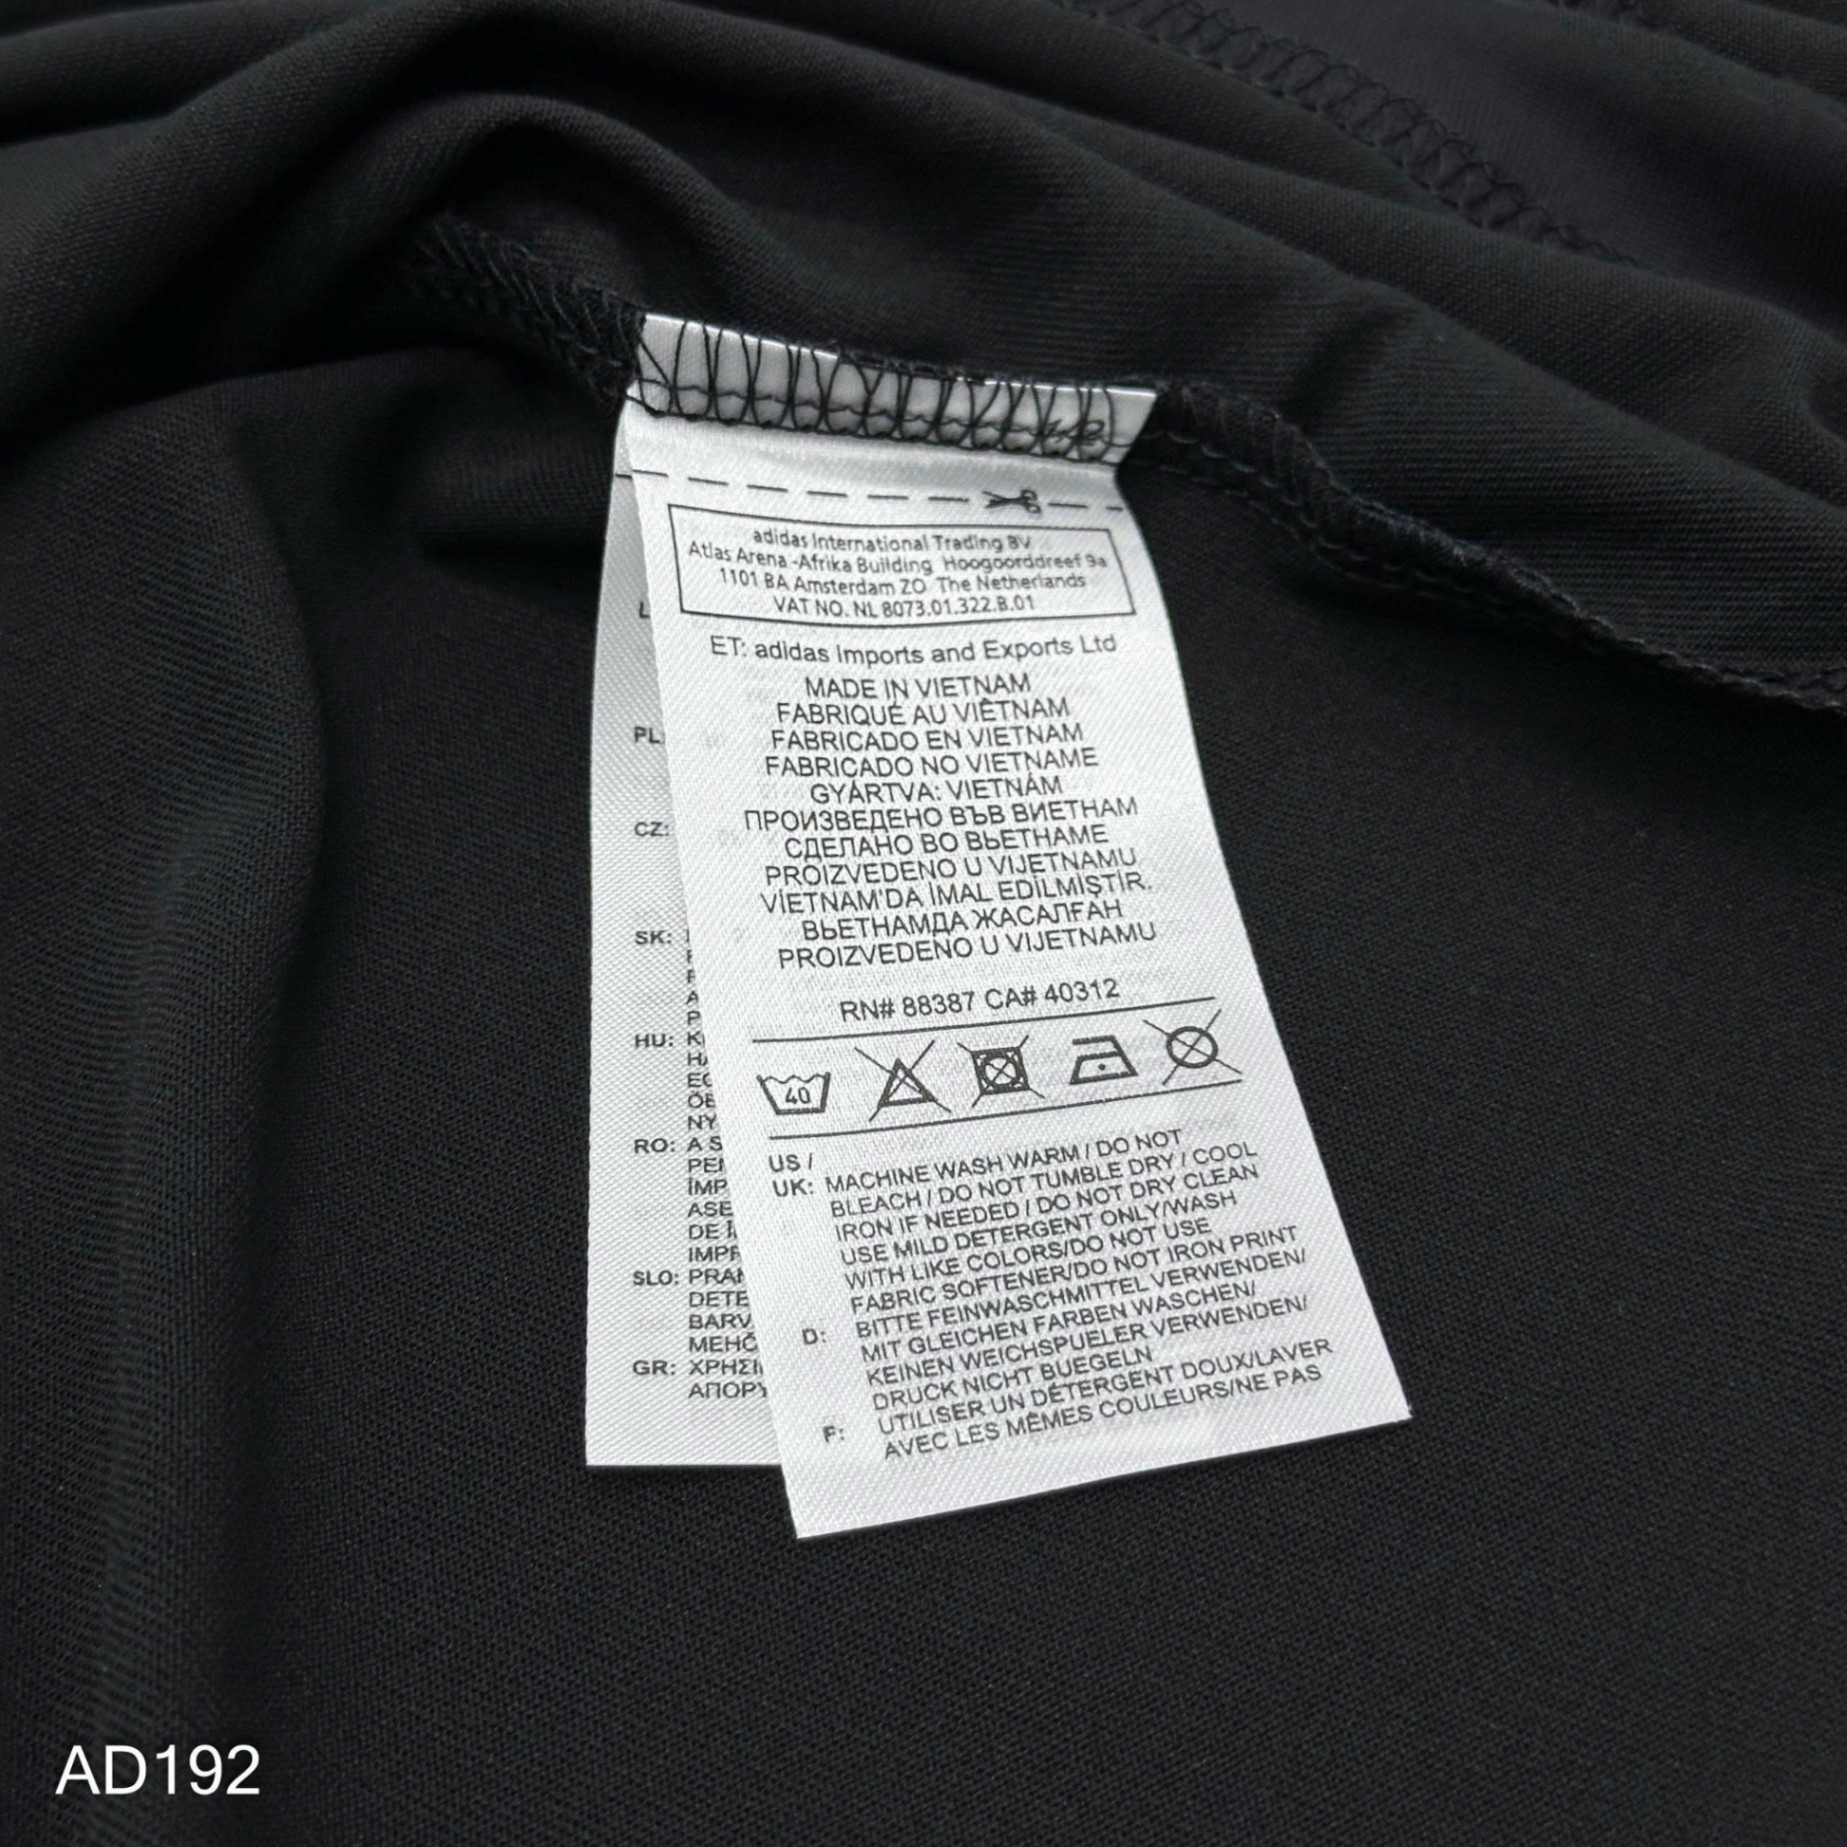 adidas International Trading BV
Atlas Arena -Afrika Building Hoogoorddreef 9a
1101 BA Amsterdam ZO The Netherlands
VAT NO. NL 8073.01.322.B.01
ET: adidas Imports and Exports Ltd
MADE IN VIETNAM
FABRIQUÉ AU VIÊTNAM
FABRICADO EN VIETNAM
FABRICADO NO VIETNAME
GYÁRTVA: VIETNÁM
ПРОИЗВЕДЕНО ВЪВ ВИЕТНАМ
СДЕЛАНО ВО ВЬЕТНАМЕ
PROIZVEDENO U VIJETNAMU
VİETNAM'DA İMAL EDİLMİŞTİR.
ВЬЕТНАМДА ЖАСАЛҒАН
PROIZVEDENO U VIJETNAMU
RN# 88387 CA# 40312
40
US /
UK: MACHINE WASH WARM / DO NOT
BLEACH / DO NOT TUMBLE DRY / COOL
IRON IF NEEDED / DO NOT DRY CLEAN
USE MILD DETERGENT ONLY/WASH
WITH LIKE COLORS/DO NOT USE
FABRIC SOFTENER/DO NOT IRON PRINT
D: BITTE FEINWASCHMITTEL VERWENDEN/
MIT GLEICHEN FARBEN WASCHEN/
KEINEN WEICHSPUELER VERWENDEN/
DRUCK NICHT BUEGELN
F: UTILISER UN DÉTERGENT DOUX/LAVER
AVEC LES MÊMES COULEURS/NE PAS
PL:
CZ:
SK:
HU:
RO: A
SLO:
GR:
AD192